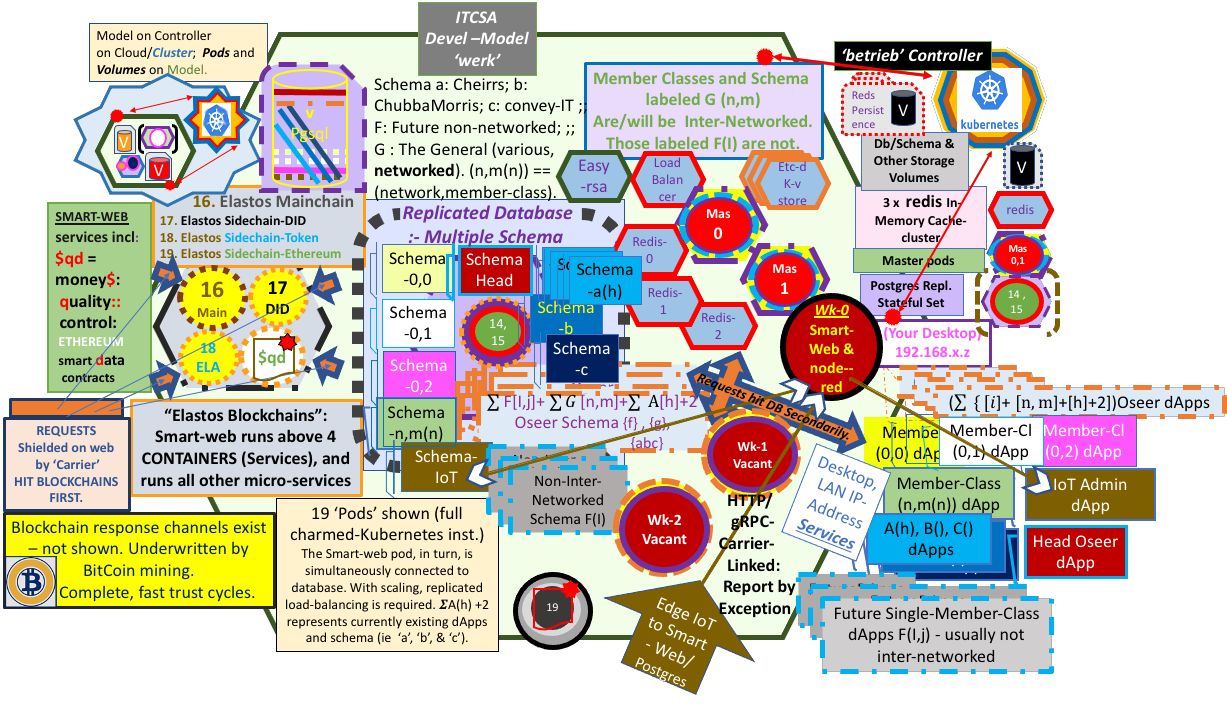 ITCSA
Devel –Model
‘werk’
Model on Controller
on Cloud/Cluster; Pods and
Volumes on Model.
V
V
V
Pgsql
Schema a: Cheirrs; b:
ChubbaMorris; c: convey-IT ;;
F: Future non-networked; ;;
G : The General (various,
networked). (n,m(n)) ==
(network,member-class).
Member Classes and Schema
labeled G (n,m)
Are/will be Inter-Networked.
Those labeled F(I) are not.
‘betrieb’ Controller
Reds
Persist
ence
V
kubernetes
Db/Schema &
Other Storage
Volumes
V
3 x redis In-
Memory Cache-
cluster
redis
Master pods
Mas
0,1
Postgres Repl.
Stateful Set
14 ,
15
(Your Desktop)
192.168.x.z
Easy
-rsa
Load
Balan
cer
Etc-d
K-v
store
Mas
0
Mas
1
Redis-
0
Redis-
1
Redis-
2
Wk-0
Smart-
Web &
node--
red
16. Elastos Mainchain
17. Elastos Sidechain-DID
18. Elastos Sidechain-Token
19. Elastos Sidechain-Ethereum
SMART-WEB
services incl:
$qd =
money$:
quality::
control:
ETHEREUM
smart data
contracts
16
Main
17
DID
18
ELA
$qd
Replicated Database
:- Multiple Schema
Schema
-0,0
Schema
Head
Schema
-a(h)
Schema
-0,1
14,
15
Schema
-b
Schema
-c
Schema
-0,2
Schema
-n,m(n)
Schema-
IoT
∑ F[I,j]+ ∑G [n,m]+∑ A[h]+2
Oseer Schema {f} , {g},
{abc}
Requests hit DB Secondarily.
(∑ { [i]+ [n, m]+[h]+2])Oseer dApps
REQUESTS
Shielded on web
by ‘Carrier’
HIT BLOCKCHAINS
FIRST.
“Elastos Blockchains”:
Smart-web runs above 4
CONTAINERS (Services), and
runs all other micro-services
Non-Inter-
Networked
Schema F(I)
Wk-1
Vacant
Wk-2
Vacant
HTTP/
gRPC-
Carrier-
Linked:
Report by
Exception
Desktop,
LAN IP-
Address
Services
(0,0)
Member-Cl
(0,1) dApp
Member-Cl
(0,2) dApp
Member-Class
(n,m(n)) dApp
IoT Admin
dApp
A(h), B(), C()
dApps
Head Oseer
dApp
Blockchain response channels exist
– not shown. Underwritten by
BitCoin mining.
Complete, fast trust cycles.
19 ‘Pods’ shown (full
charmed-Kubernetes inst.)
The Smart-web pod, in turn, is
simultaneously connected to
database. With scaling, replicated
load-balancing is required. ΣA(h) +2
represents currently existing dApps
and schema (ie ‘a’, ‘b’, & ‘c’).
19
Edge IoT
to Smart
- Web/
Postgres
Future Single-Member-Class
dApps F(I,j) - usually not
inter-networked